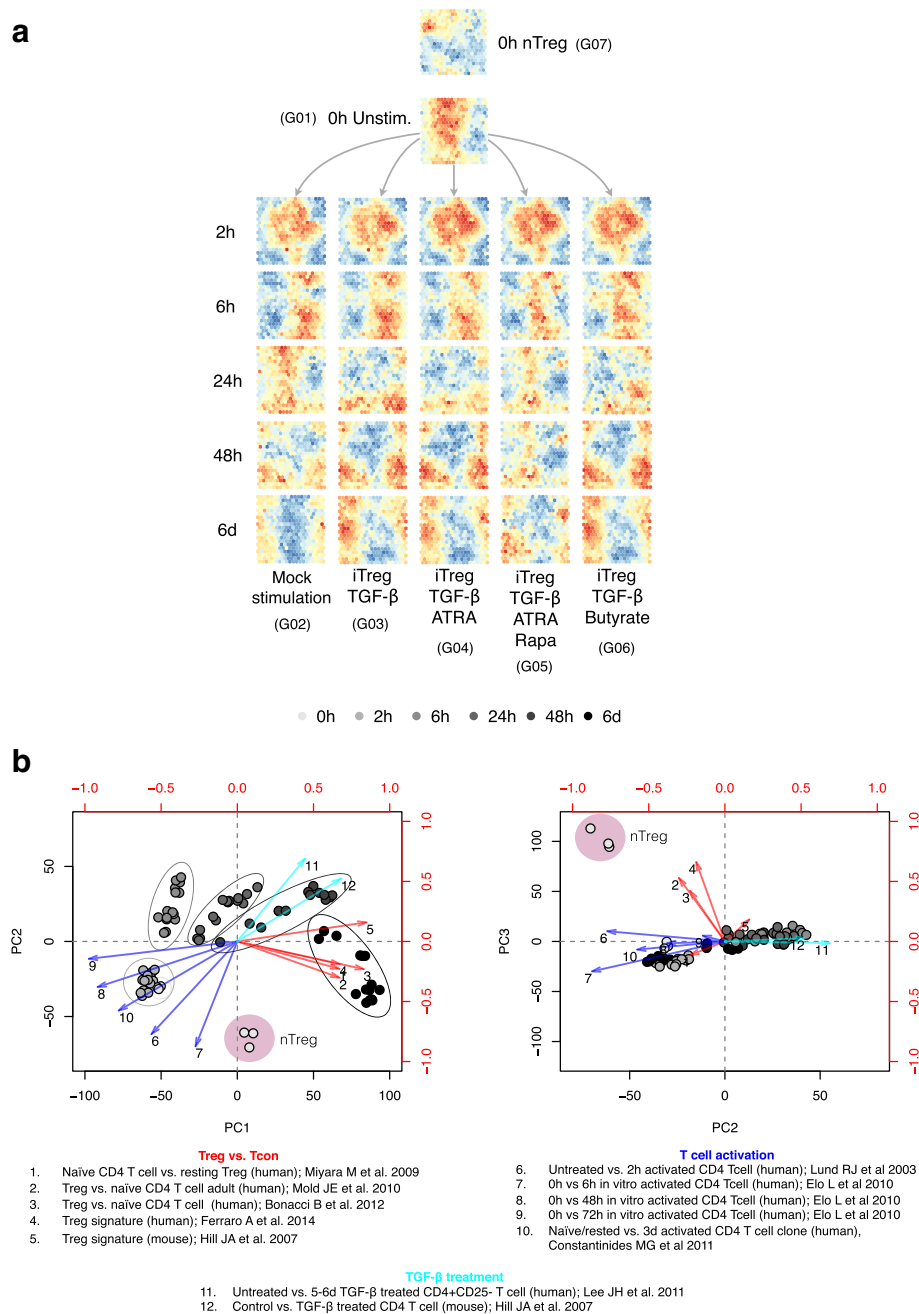 a
0h nTreg (G07)
(G01) 0h Unstim.
2h
6h
24h
48h
6d
Mock stimulation (G02)
iTreg TGF-β (G03)
iTreg TGF-β ATRA (G04)
iTreg TGF-β ATRA Rapa (G05)
iTreg TGF-β Butyrate (G06)
0h 2h 6h 24h 48h 6d
b
−1.0 −0.5 0.0 0.5 1.0
PC2
50
0
−50
11
12
5
4
3
2
9
8
10
6
7
nTreg
1.0
0.5
0.0
−0.5
−1.0
−100 −50 0 50 100
PC1
−1.0 −0.5 0.0 0.5 1.0
PC3
100
50
0
−50
−100
nTreg
4
2
3
5
6
9
10
8
7
1
12
11
1.0
0.5
0.0
−0.5
−1.0
−50 0 50
PC2
Treg vs. Tcon
1. Naïve CD4 T cell vs. resting Treg (human); Miyara M et al. 2009
2. Treg vs. naïve CD4 T cell adult (human); Mold JE et al. 2010
3. Treg vs. naïve CD4 T cell (human); Bonacci B et al. 2012
4. Treg signature (human); Ferraro A et al. 2014
5. Treg signature (mouse); Hill JA et al. 2007
T cell activation
6. Untreated vs. 2h activated CD4 Tcell (human); Lund RJ et al 2003
7. 0h vs 6h in vitro activated CD4 Tcell (human); Elo L et al 2010
8. 0h vs 48h in vitro activated CD4 Tcell (human); Elo L et al 2010
9. 0h vs 72h in vitro activated CD4 Tcell (human); Elo L et al 2010
10. Naïve/rested vs. 3d activated CD4 T cell clone (human),
Constantinides MG et al 2011
TGF-β treatment
11. Untreated vs. 5-6d TGF-β treated CD4+CD25- T cell (human); Lee JH et al. 2011
12. Control vs. TGF-β treated CD4 T cell (mouse); Hill JA et al. 2007